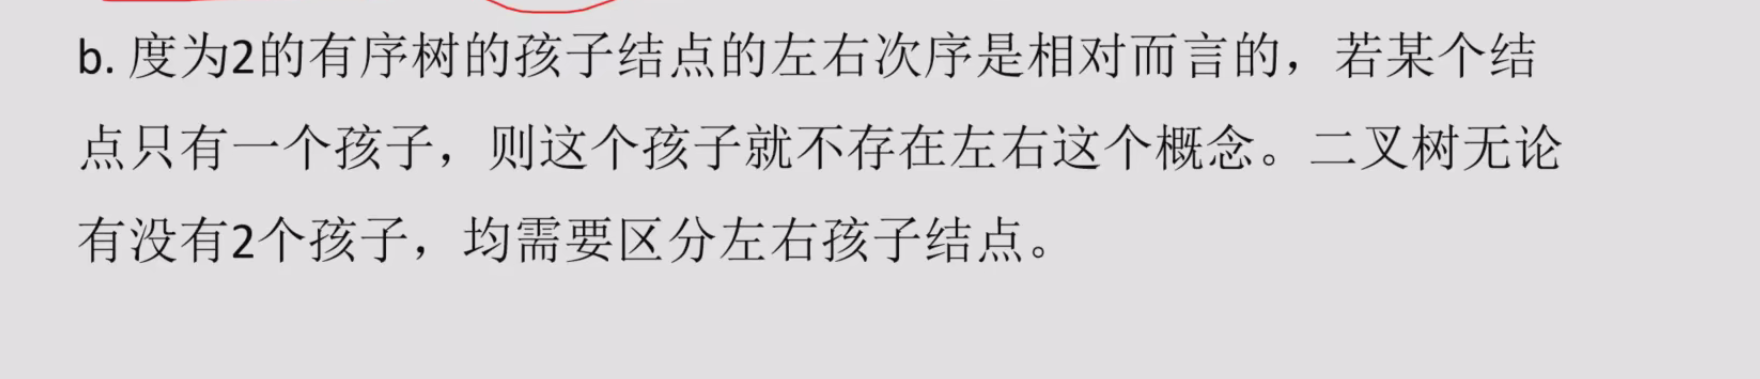 b. 度为2的有序树的孩子结点的左右次序是相对而言的，若某个结
点只有一个孩子，则这个孩子就不存在左右这个概念。二叉树无论
有没有2个孩子，均需要区分左右孩子结点。